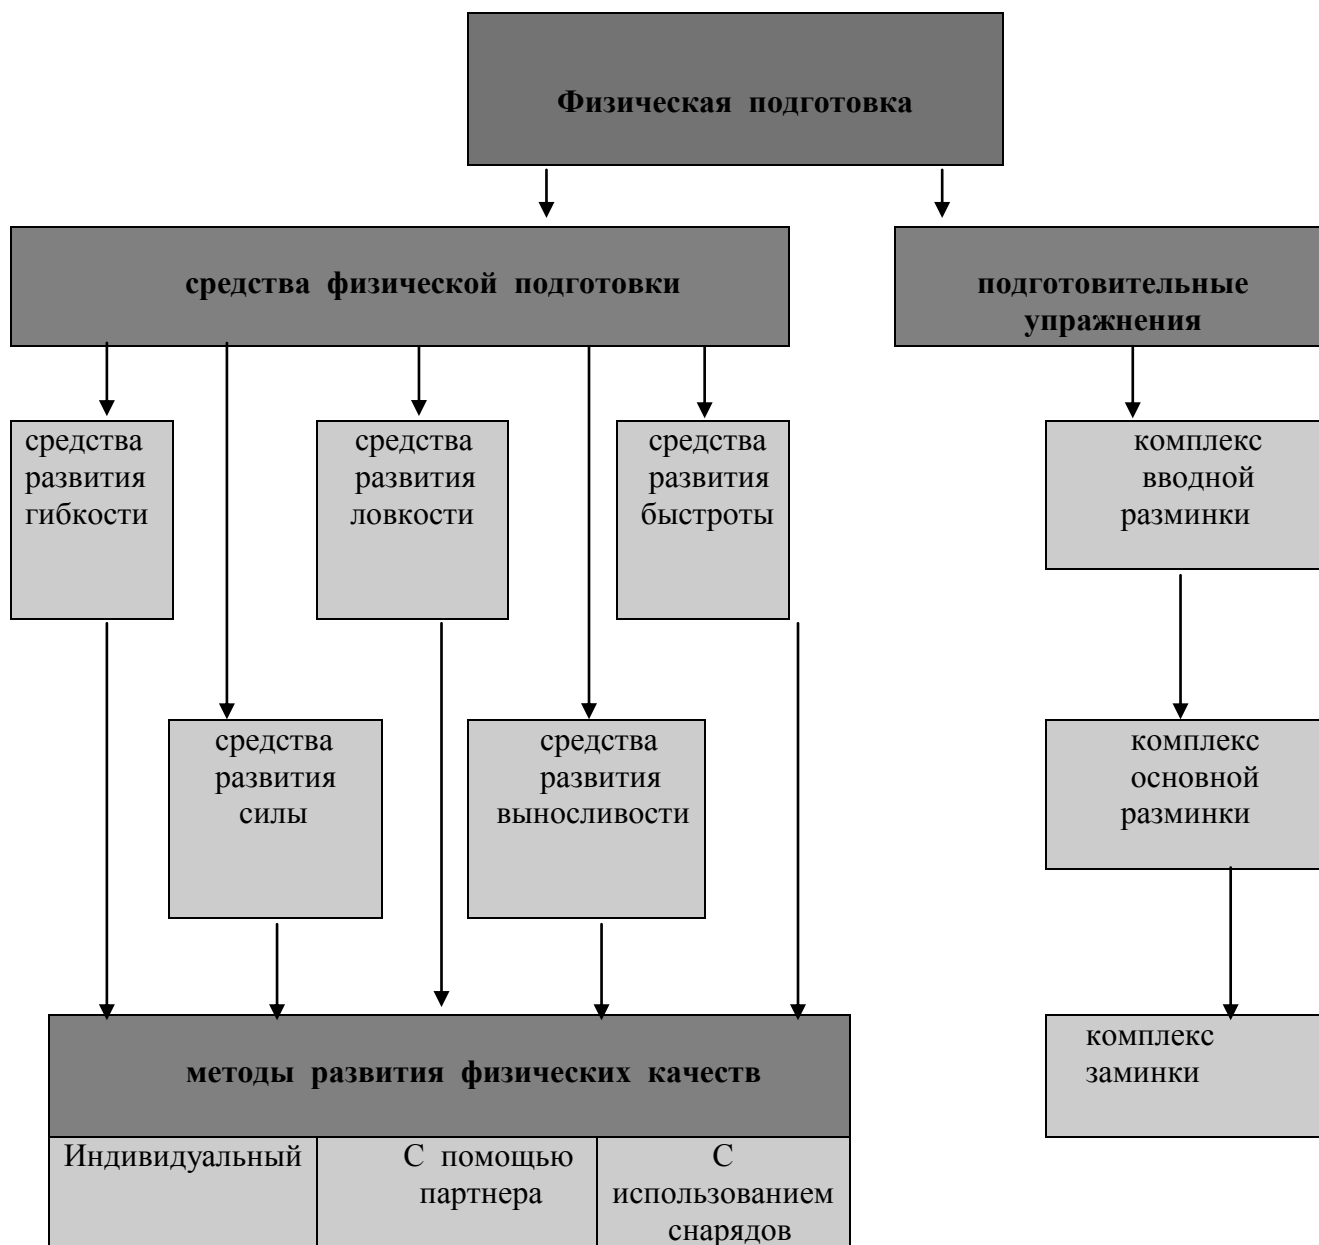 Физическая подготовка
средства физической подготовки
подготовительные
упражнения
средства
развития
гибкости
средства
развития
ловкости
средства
развития
быстроты
комплекс
вводной
разминки
средства
развития
силы
средства
развития
выносливости
комплекс
основной
разминки
методы развития физических качеств
комплекс
заминки
Индивидуальный
С помощью
партнера
С
использованием
снарядов